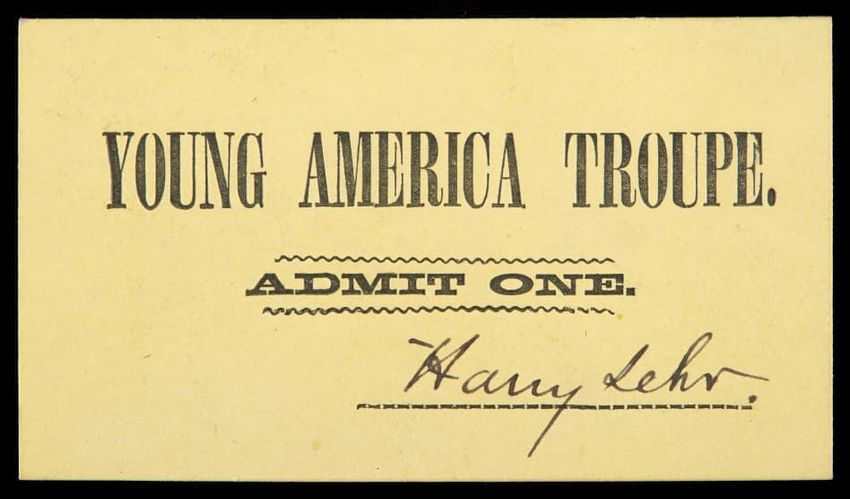 YOUNG AMERICA TROUPE.
ADMIT ONE.
Harry Lehr.